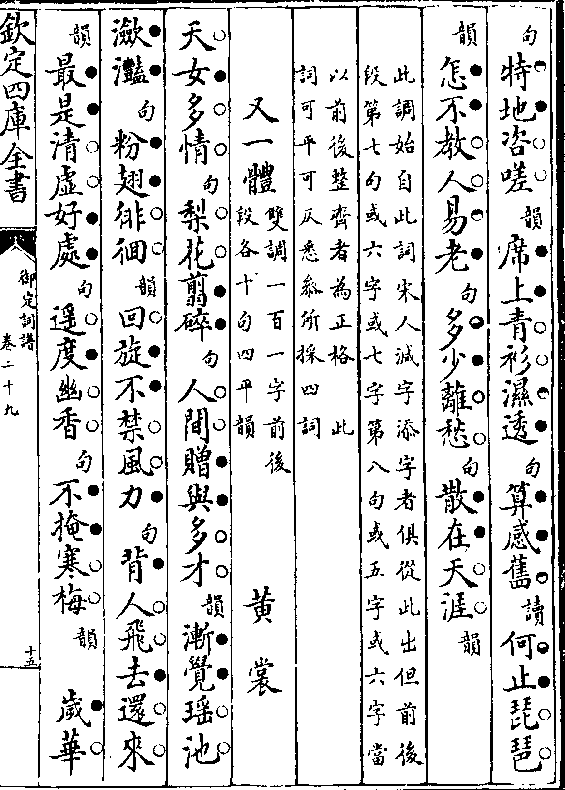 句 特地咨嗟 韻 席上青衫濕透 句 算感舊 讀 何止琵琶
韻 怎不教人易老 句 多少離愁 句 散在天涯 韻
此調始自此詞宋人減字添字者俱從此出但前後
段第七句或六字或七字第八句或五字或六字當
以前後整齊者為正格 此
詞可平可仄悉參所採四詞
又一體 雙調一百一字前後
段各十句四平韻 黄裳
天女多情 句 梨花翦碎 句 人間贈與多才 韻 漸覺瑶池
瀲灩 句 粉翅徘徊 韻 回旋不禁風力 句 背人飛去還來
韻 最是清虛好處 句 遥度幽香 句 不掩寒梅 韻 歲華
欽定四庫全書
御定詞譜
卷二十九
十五